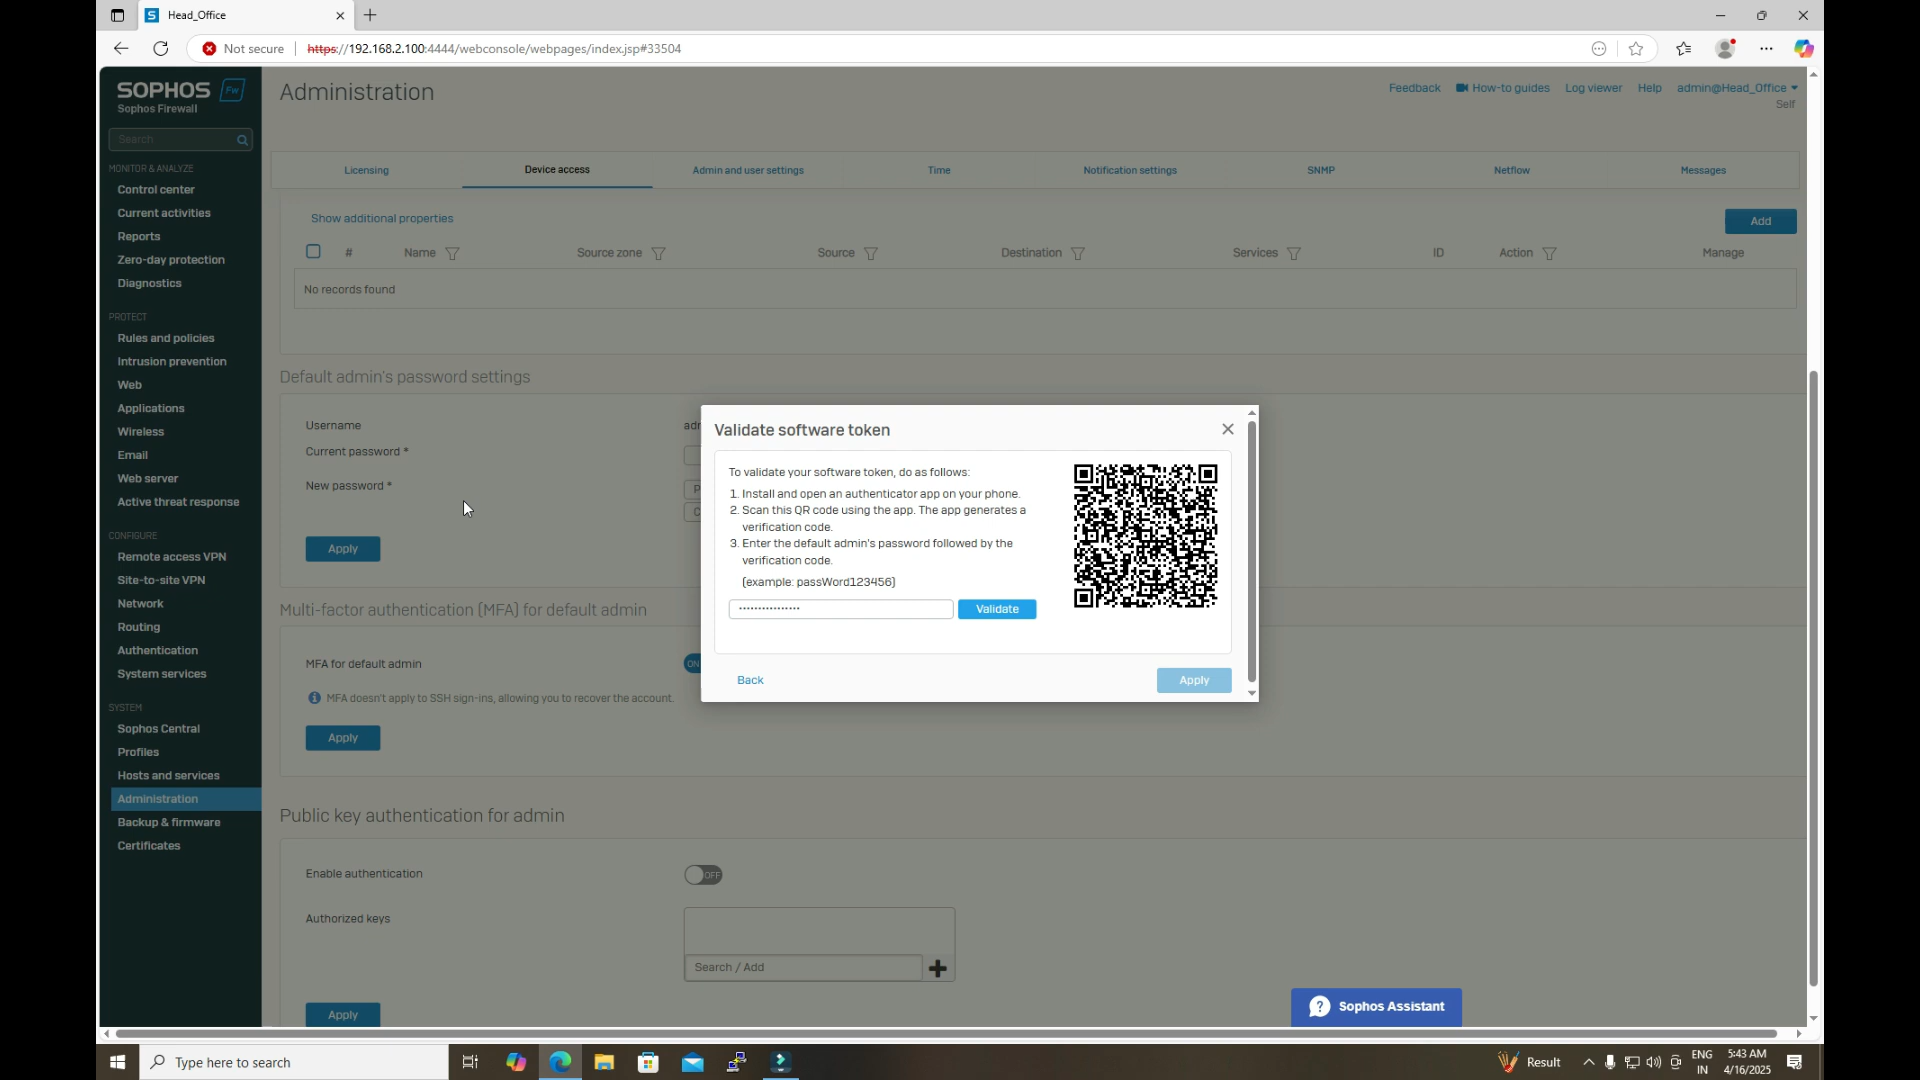 Head_Office
Not secure
https://192.168.2.100:4444/webconsole/webpages/index.jsp#33504
SOPHOS Fw
Sophos Firewall
Search
MONITOR & ANALYZE
Control center
Current activities
Reports
Zero-day protection
Diagnostics
PROTECT
Rules and policies
Intrusion prevention
Web
Applications
Wireless
Email
Web server
Active threat response
CONFIGURE
Remote access VPN
Site-to-site VPN
Network
Routing
Authentication
System services
SYSTEM
Sophos Central
Profiles
Hosts and services
Administration
Backup & firmware
Certificates
Administration
Feedback How-to guides Log viewer Help admin@Head_Office
Self
Licensing Device access Admin and user settings Time Notification settings SNMP Netflow Messages
Show additional properties
Add
# Name Source zone Source Destination Services ID Action Manage
No records found
Default admin's password settings
Username adr
Current password *
New password * P
C
Apply
Multi-factor authentication (MFA) for default admin
MFA for default admin ON
MFA doesn't apply to SSH sign-ins, allowing you to recover the account.
Apply
Validate software token
To validate your software token, do as follows:
1. Install and open an authenticator app on your phone.
2. Scan this QR code using the app. The app generates a
verification code.
3. Enter the default admin's password followed by the
verification code.
(example: passWord123456)
Validate
Back
Apply
Public key authentication for admin
Enable authentication OFF
Authorized keys
Search / Add
Apply
Sophos Assistant
Type here to search
Result
ENG
IN
5:43 AM
4/16/2025